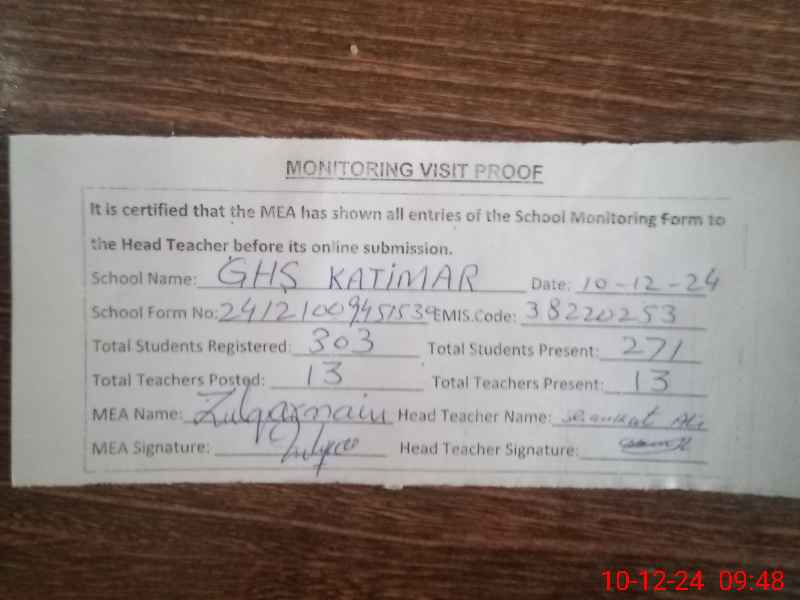 MONITORING VISIT PROOF
It is certified that the MEA has shown all entries of the School Monitoring Form to
the Head Teacher before its online submission.
School Name: GHS KATIMAR Date: 10-12-24
School Form No: EMIS.Code: 38220253
Total Students Registered: 303 Total Students Present: 271
Total Teachers Posted: 13 Total Teachers Present: 13
MEA Name: Zulqarnain Head Teacher Name: Ali
MEA Signature: Head Teacher Signature:
10-12-24 09:48